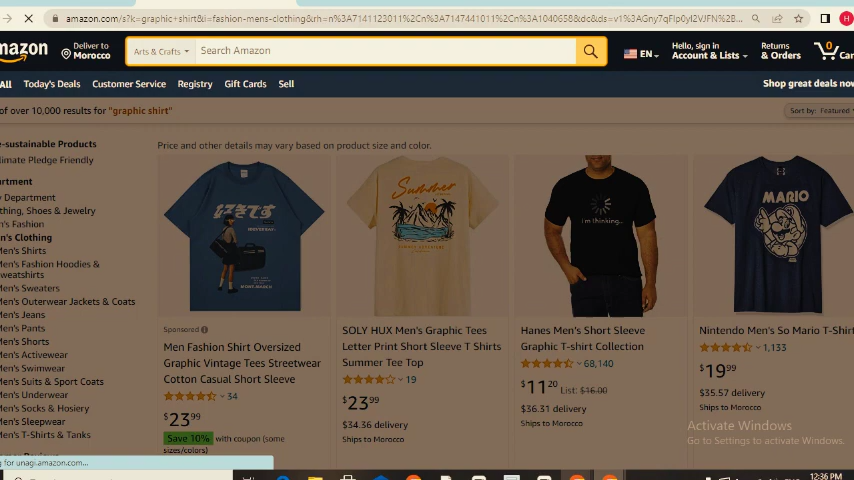 amazon.com/s?k=graphic+shirt&i=fashion-mens-clothing&rh=n%3A7141123011%2Cn%3A7147441011%2Cn%3A1040658&dc&ds=v1%3AGny7qFIp0yI2VJFN%2B...
H
amazon
Deliver to
Morocco
Arts & Crafts
Search Amazon
EN
Hello, sign in
Account & Lists
Returns
& Orders
0
Car
All
Today's Deals
Customer Service
Registry
Gift Cards
Sell
Shop great deals now
of over 10,000 results for "graphic shirt"
Sort by: Featured
e-sustainable Products
limate Pledge Friendly
artment
y Department
thing, Shoes & Jewelry
n's Fashion
n's Clothing
Men's Shirts
Men's Fashion Hoodies &
weatshirts
Men's Sweaters
Men's Outerwear Jackets & Coats
Men's Jeans
Men's Pants
Men's Shorts
Men's Activewear
Men's Swimwear
Men's Suits & Sport Coats
Men's Underwear
Men's Socks & Hosiery
Men's Sleepwear
Men's T-Shirts & Tanks
Price and other details may vary based on product size and color.
Summer
i'm thinking..
MARIO
Sponsored
Men Fashion Shirt Oversized
Graphic Vintage Tees Streetwear
Cotton Casual Short Sleeve
34
$23 99
Save 10% with coupon (some
sizes/colors)
SOLY HUX Men's Graphic Tees
Letter Print Short Sleeve T Shirts
Summer Tee Top
19
$23 99
$34.36 delivery
Ships to Morocco
Hanes Men's Short Sleeve
Graphic T-shirt Collection
68,140
$11 20 List: $16.00
$36.31 delivery
Ships to Morocco
Nintendo Men's So Mario T-Shirt
1,133
$19 99
$35.57 delivery
Ships to Morocco
Activate Windows
Go to Settings to activate Windows.
g for unagi.amazon.com...
12:36 PM